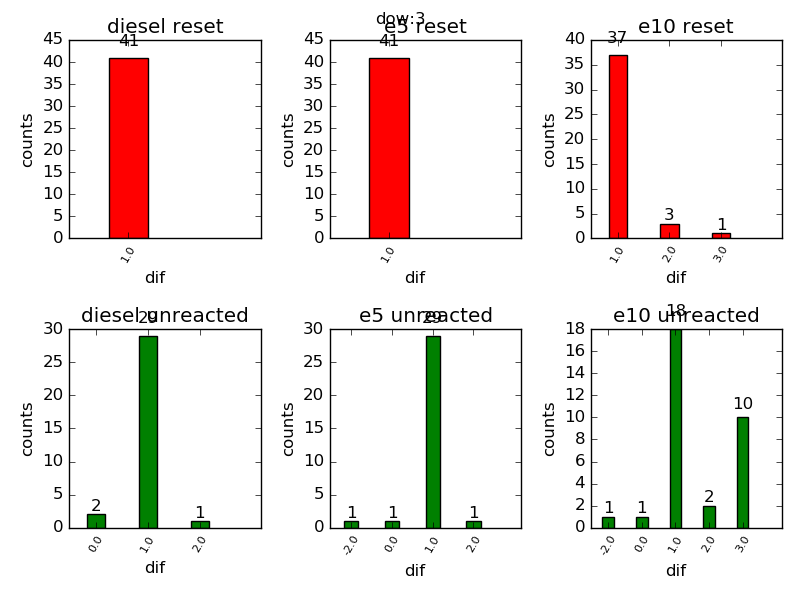 dow:3
diesel reset
41
45
40
35
30
25
20
15
10
5
0
counts
1.0
dif
e5 reset
41
45
40
35
30
25
20
15
10
5
0
counts
1.0
dif
e10 reset
37
3
1
40
35
30
25
20
15
10
5
0
counts
1.0 2.0 3.0
dif
diesel unreacted
29
2
1
30
25
20
15
10
5
0
counts
0.0 1.0 2.0
dif
e5 unreacted
29
1 1 1
30
25
20
15
10
5
0
counts
-2.0 0.0 1.0 2.0
dif
e10 unreacted
18
10
1 1 2
18
16
14
12
10
8
6
4
2
0
counts
-2.0 0.0 1.0 2.0 3.0
dif